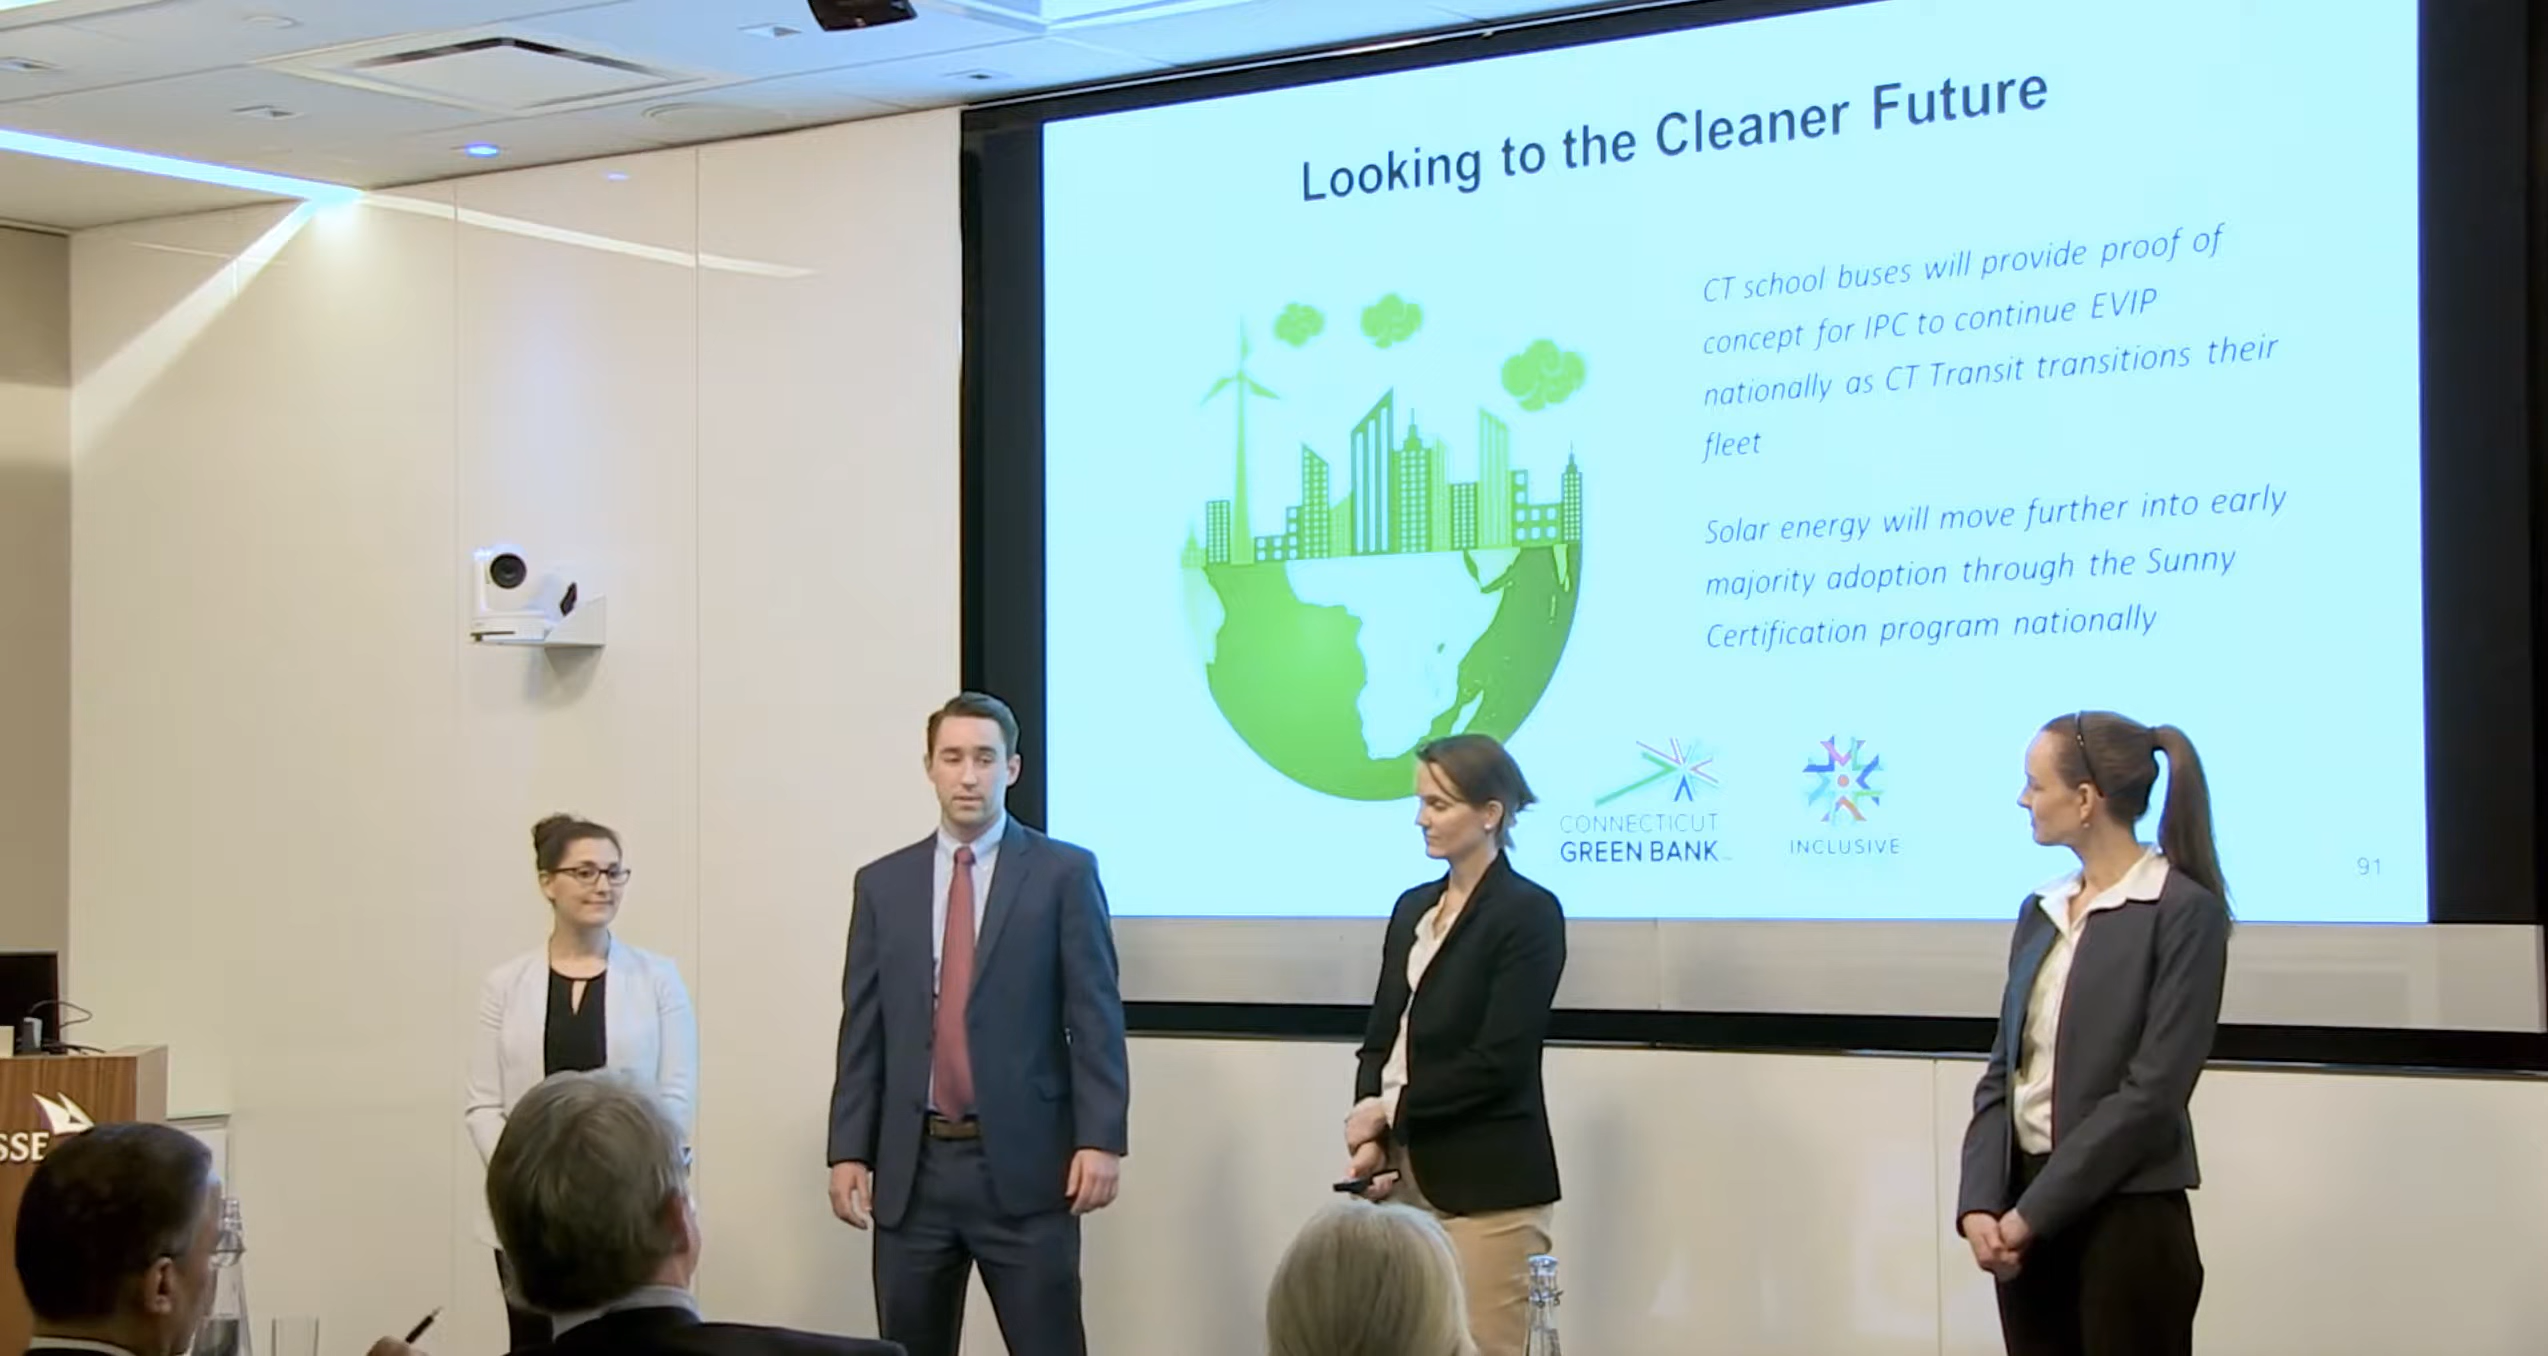 Looking to the Cleaner Future
CT school buses will provide proof of
concept for IPC to continue EVIP
nationally as CT Transit transitions their
fleet
Solar energy will move further into early
majority adoption through the Sunny
Certification program nationally
CONNECTICUT
GREEN BANK
INCLUSIVE
91
SSE